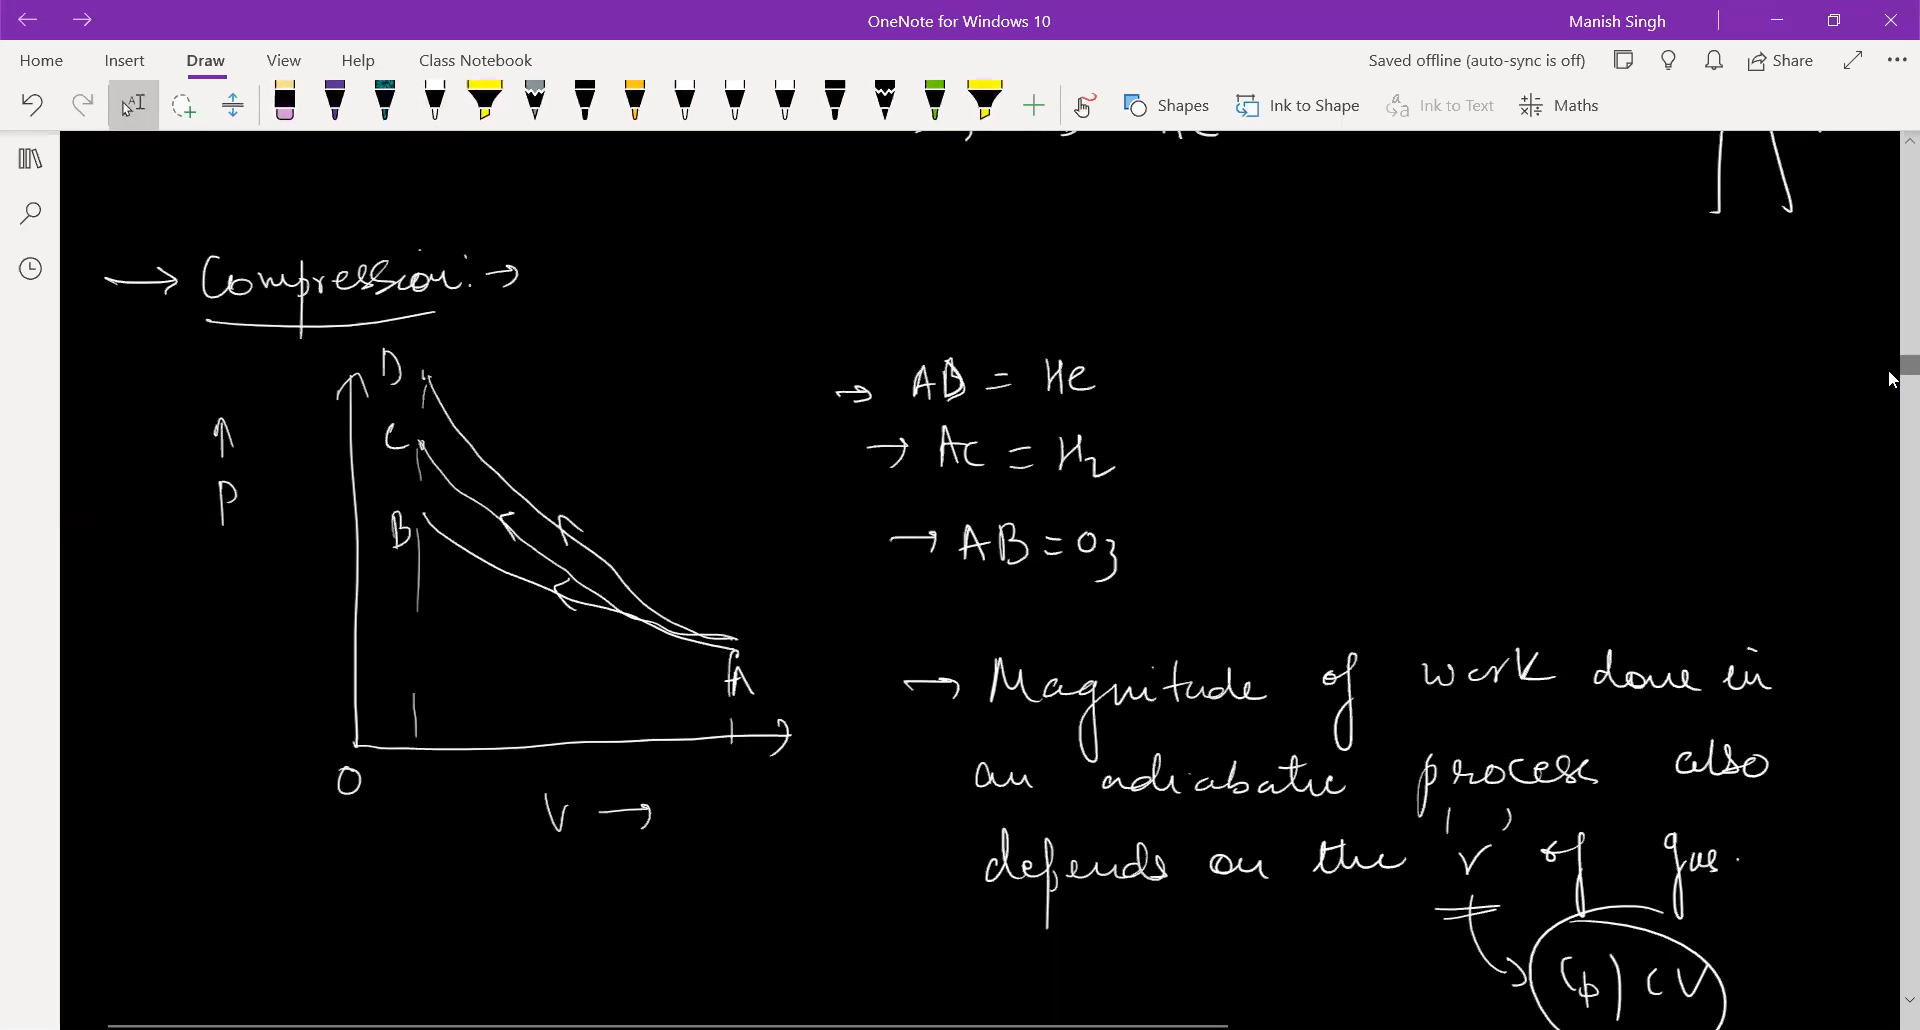 OneNote for Windows 10
Manish Singh
Home Insert Draw View Help Class Notebook
Saved offline (auto-sync is off)
Share
Shapes Ink to Shape Ink to Text Maths
→ Compression: →
D
C
B
A
↑
P
O
V →
→ AD = He
→ AC = H2
→ AB = O3
→ Magnitude of work done in
an adiabatic process also
depends on the 'r' of gas.
Cp / CV